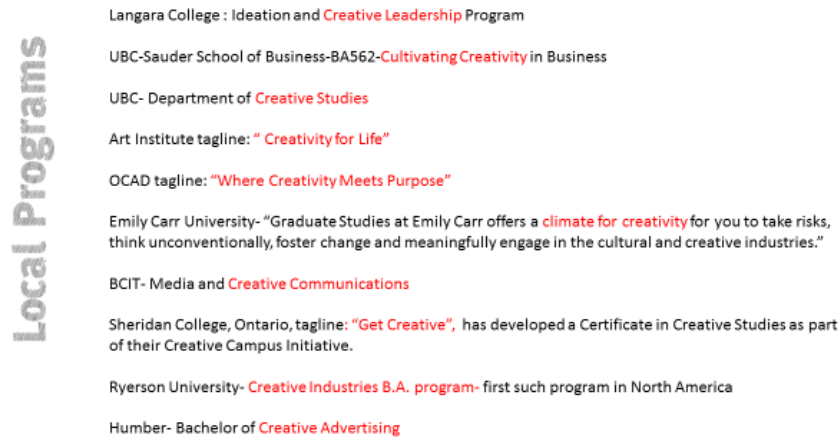 Local Programs
Langara College : Ideation and Creative Leadership Program
UBC-Sauder School of Business-BA562-Cultivating Creativity in Business
UBC- Department of Creative Studies
Art Institute tagline: “ Creativity for Life”
OCAD tagline: “Where Creativity Meets Purpose”
Emily Carr University- “Graduate Studies at Emily Carr offers a climate for creativity for you to take risks,
think unconventionally, foster change and meaningfully engage in the cultural and creative industries.”
BCIT- Media and Creative Communications
Sheridan College, Ontario, tagline: “Get Creative”, has developed a Certificate in Creative Studies as part
of their Creative Campus Initiative.
Ryerson University- Creative Industries B.A. program- first such program in North America
Humber- Bachelor of Creative Advertising